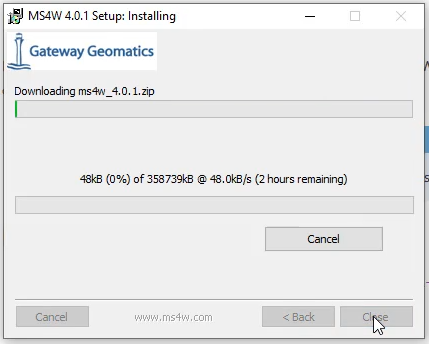 MS4W 4.0.1 Setup: Installing
Gateway Geomatics
Downloading ms4w_4.0.1.zip
48kB (0%) of 358739kB @ 48.0kB/s (2 hours remaining)
Cancel
Cancel
www.ms4w.com
< Back
Close